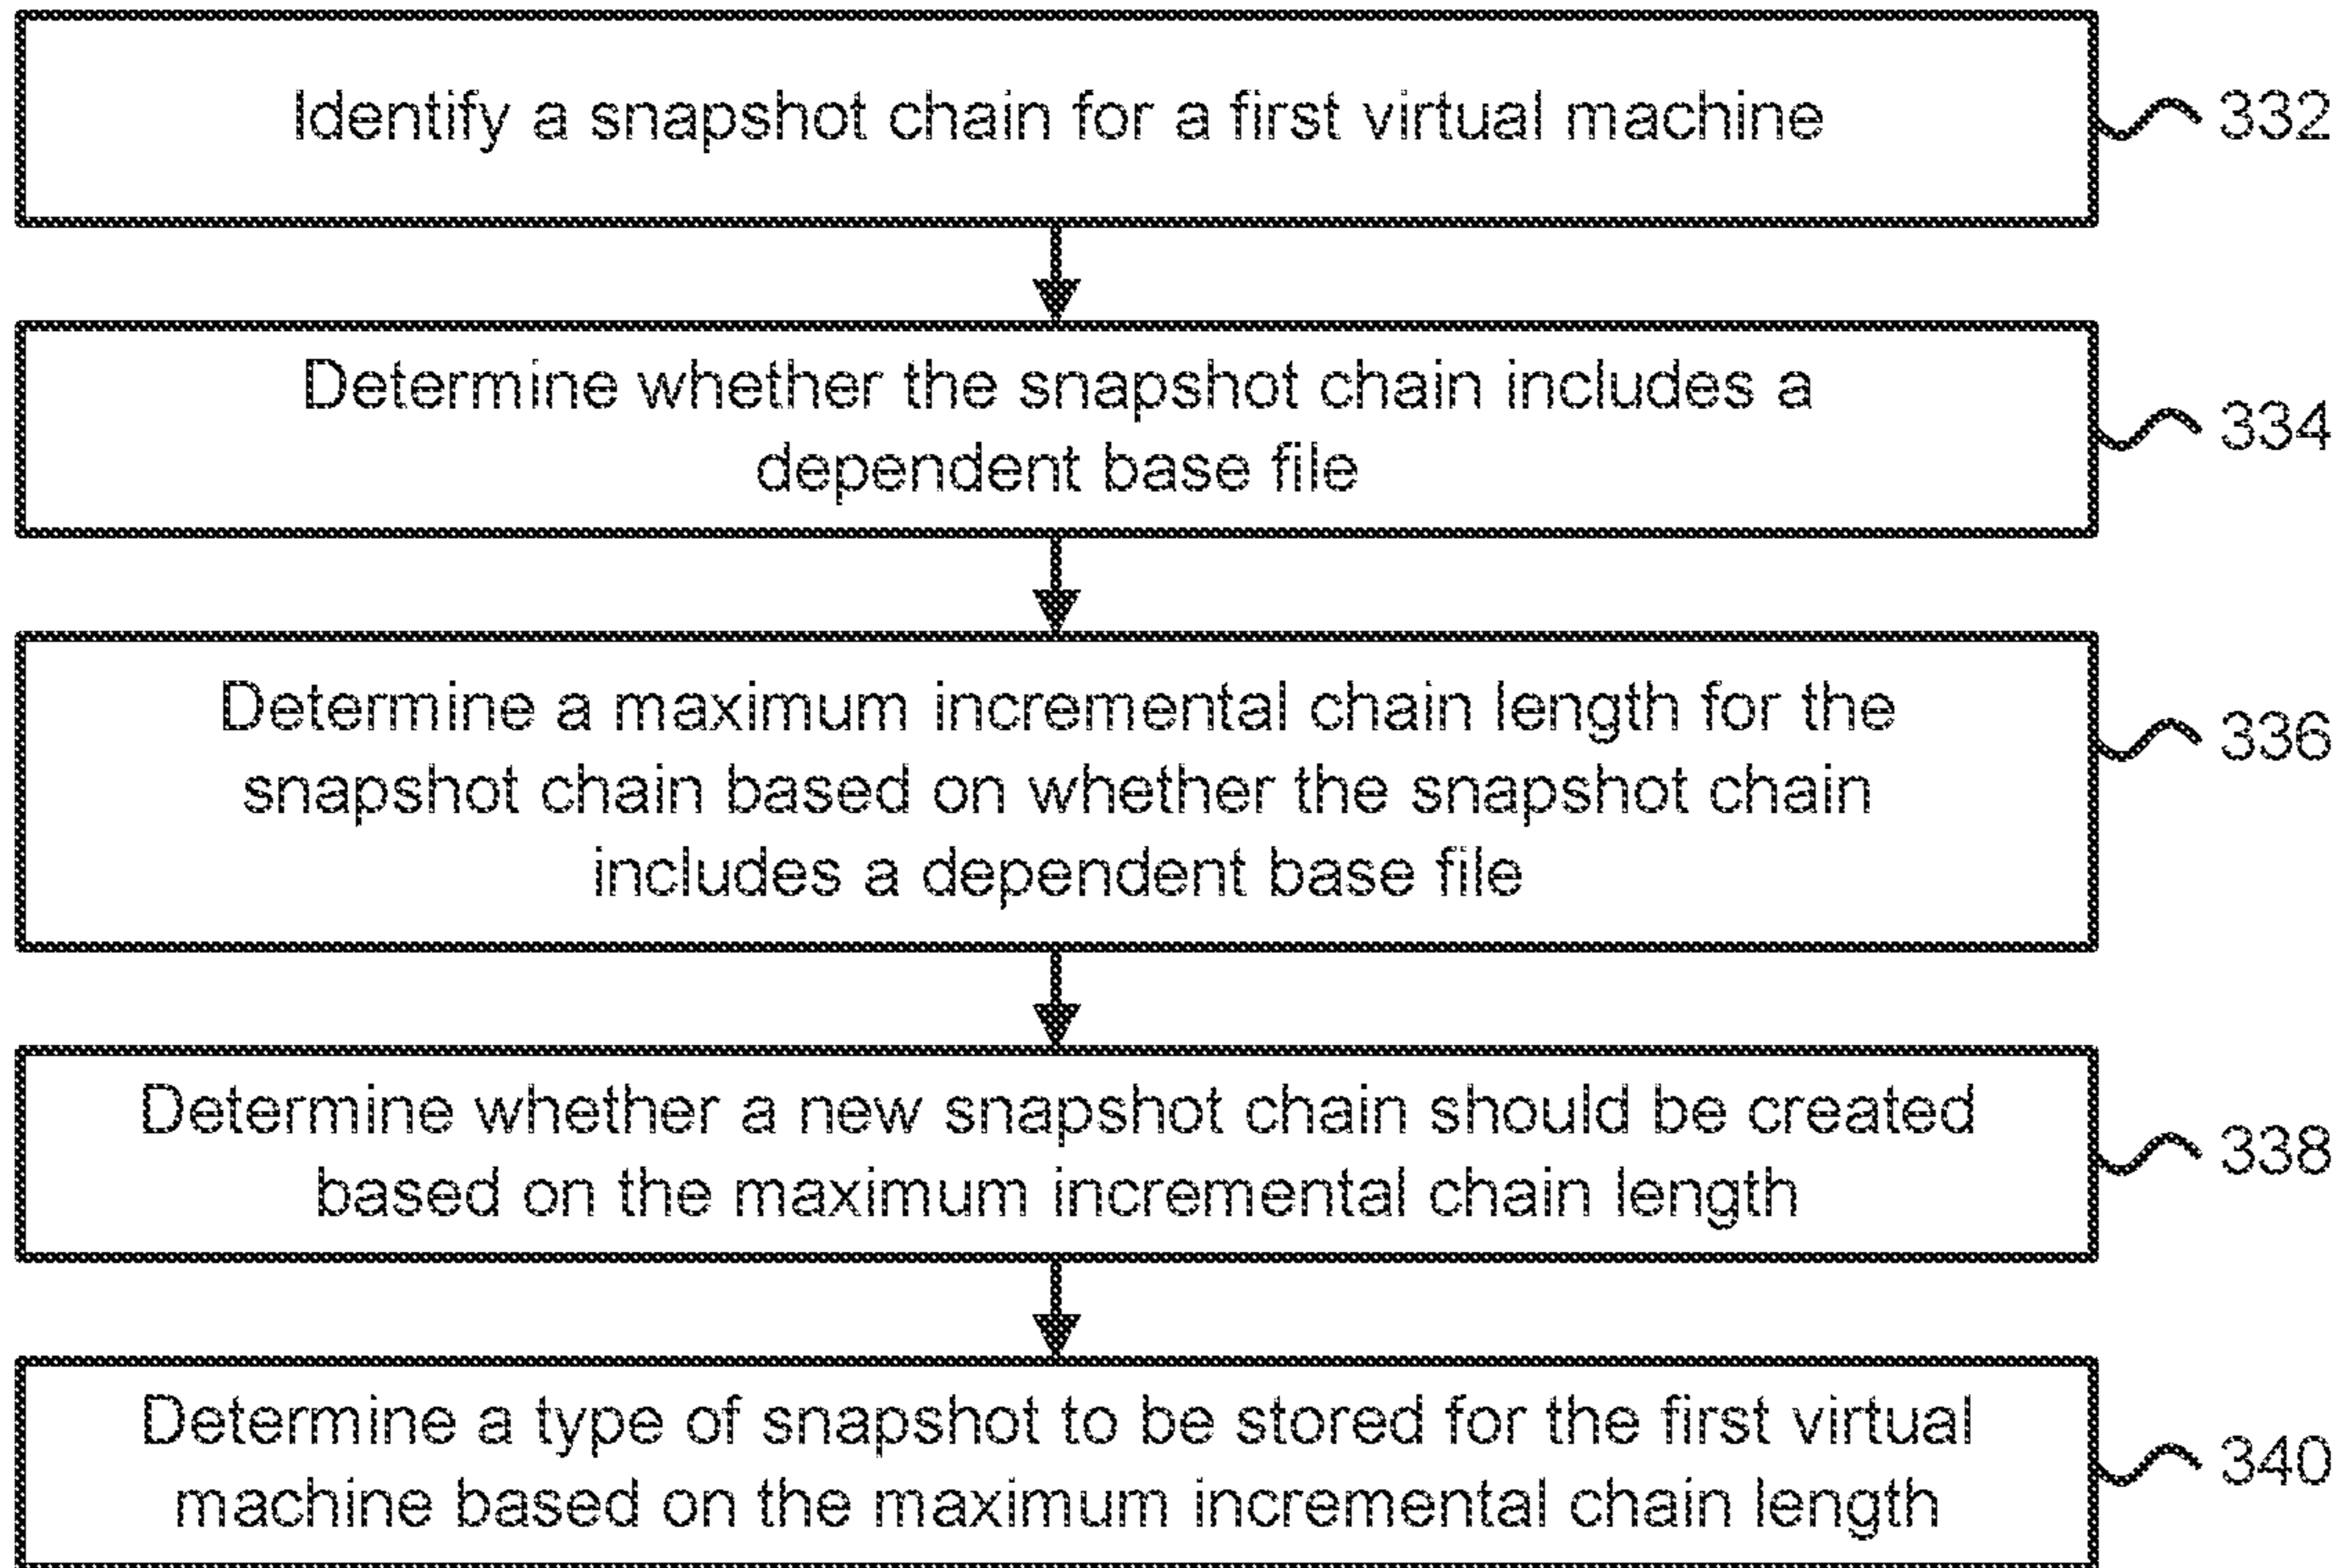 Identify a snapshot chain for a first virtual machine
332
Determine whether the snapshot chain includes a
dependent base file
334
Determine a maximum incremental chain length for the
snapshot chain based on whether the snapshot chain
includes a dependent base file
336
Determine whether a new snapshot chain should be created
based on the maximum incremental chain length
338
Determine a type of snapshot to be stored for the first virtual
machine based on the maximum incremental chain length
340